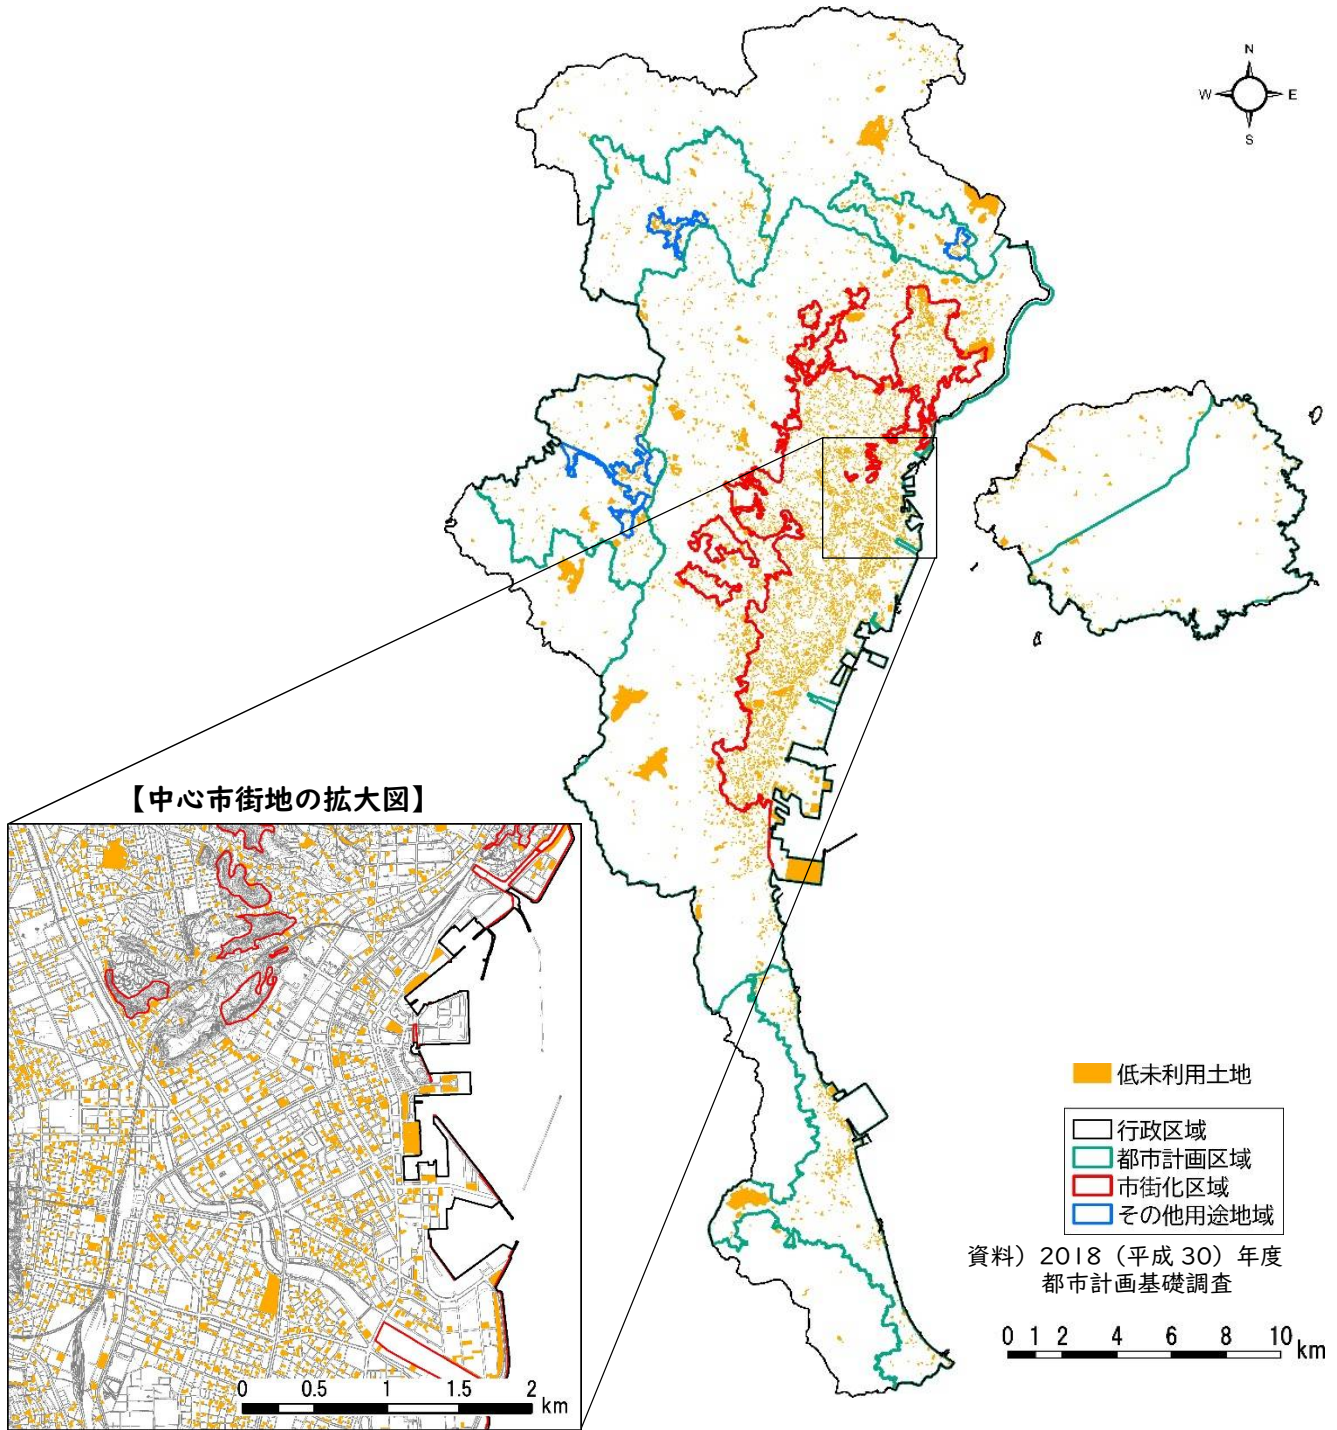 N
W E
S
【中心市街地の拡大図】
0 0.5 1 1.5 2
km
低未利用土地
行政区域
都市計画区域
市街化区域
その他用途地域
資料）2018（平成 30）年度
都市計画基礎調査
0 1 2 4 6 8 10 km